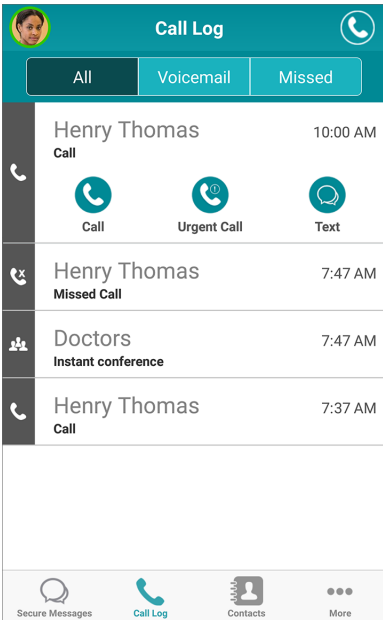 Call Log
All Voicemail Missed
Henry Thomas 10:00 AM
Call
Call Urgent Call Text
Henry Thomas 7:47 AM
Missed Call
Doctors 7:47 AM
Instant conference
Henry Thomas 7:37 AM
Call
Secure Messages Call Log Contacts More